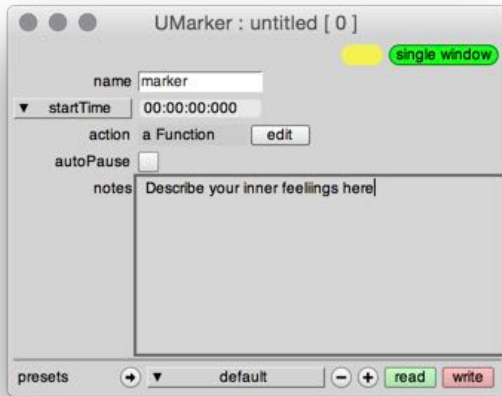 UMarker : untitled [ 0 ]
single window
name marker
startTime 00:00:00:000
action a Function edit
autoPause
notes Describe your inner feeliings here
presets default − + read write